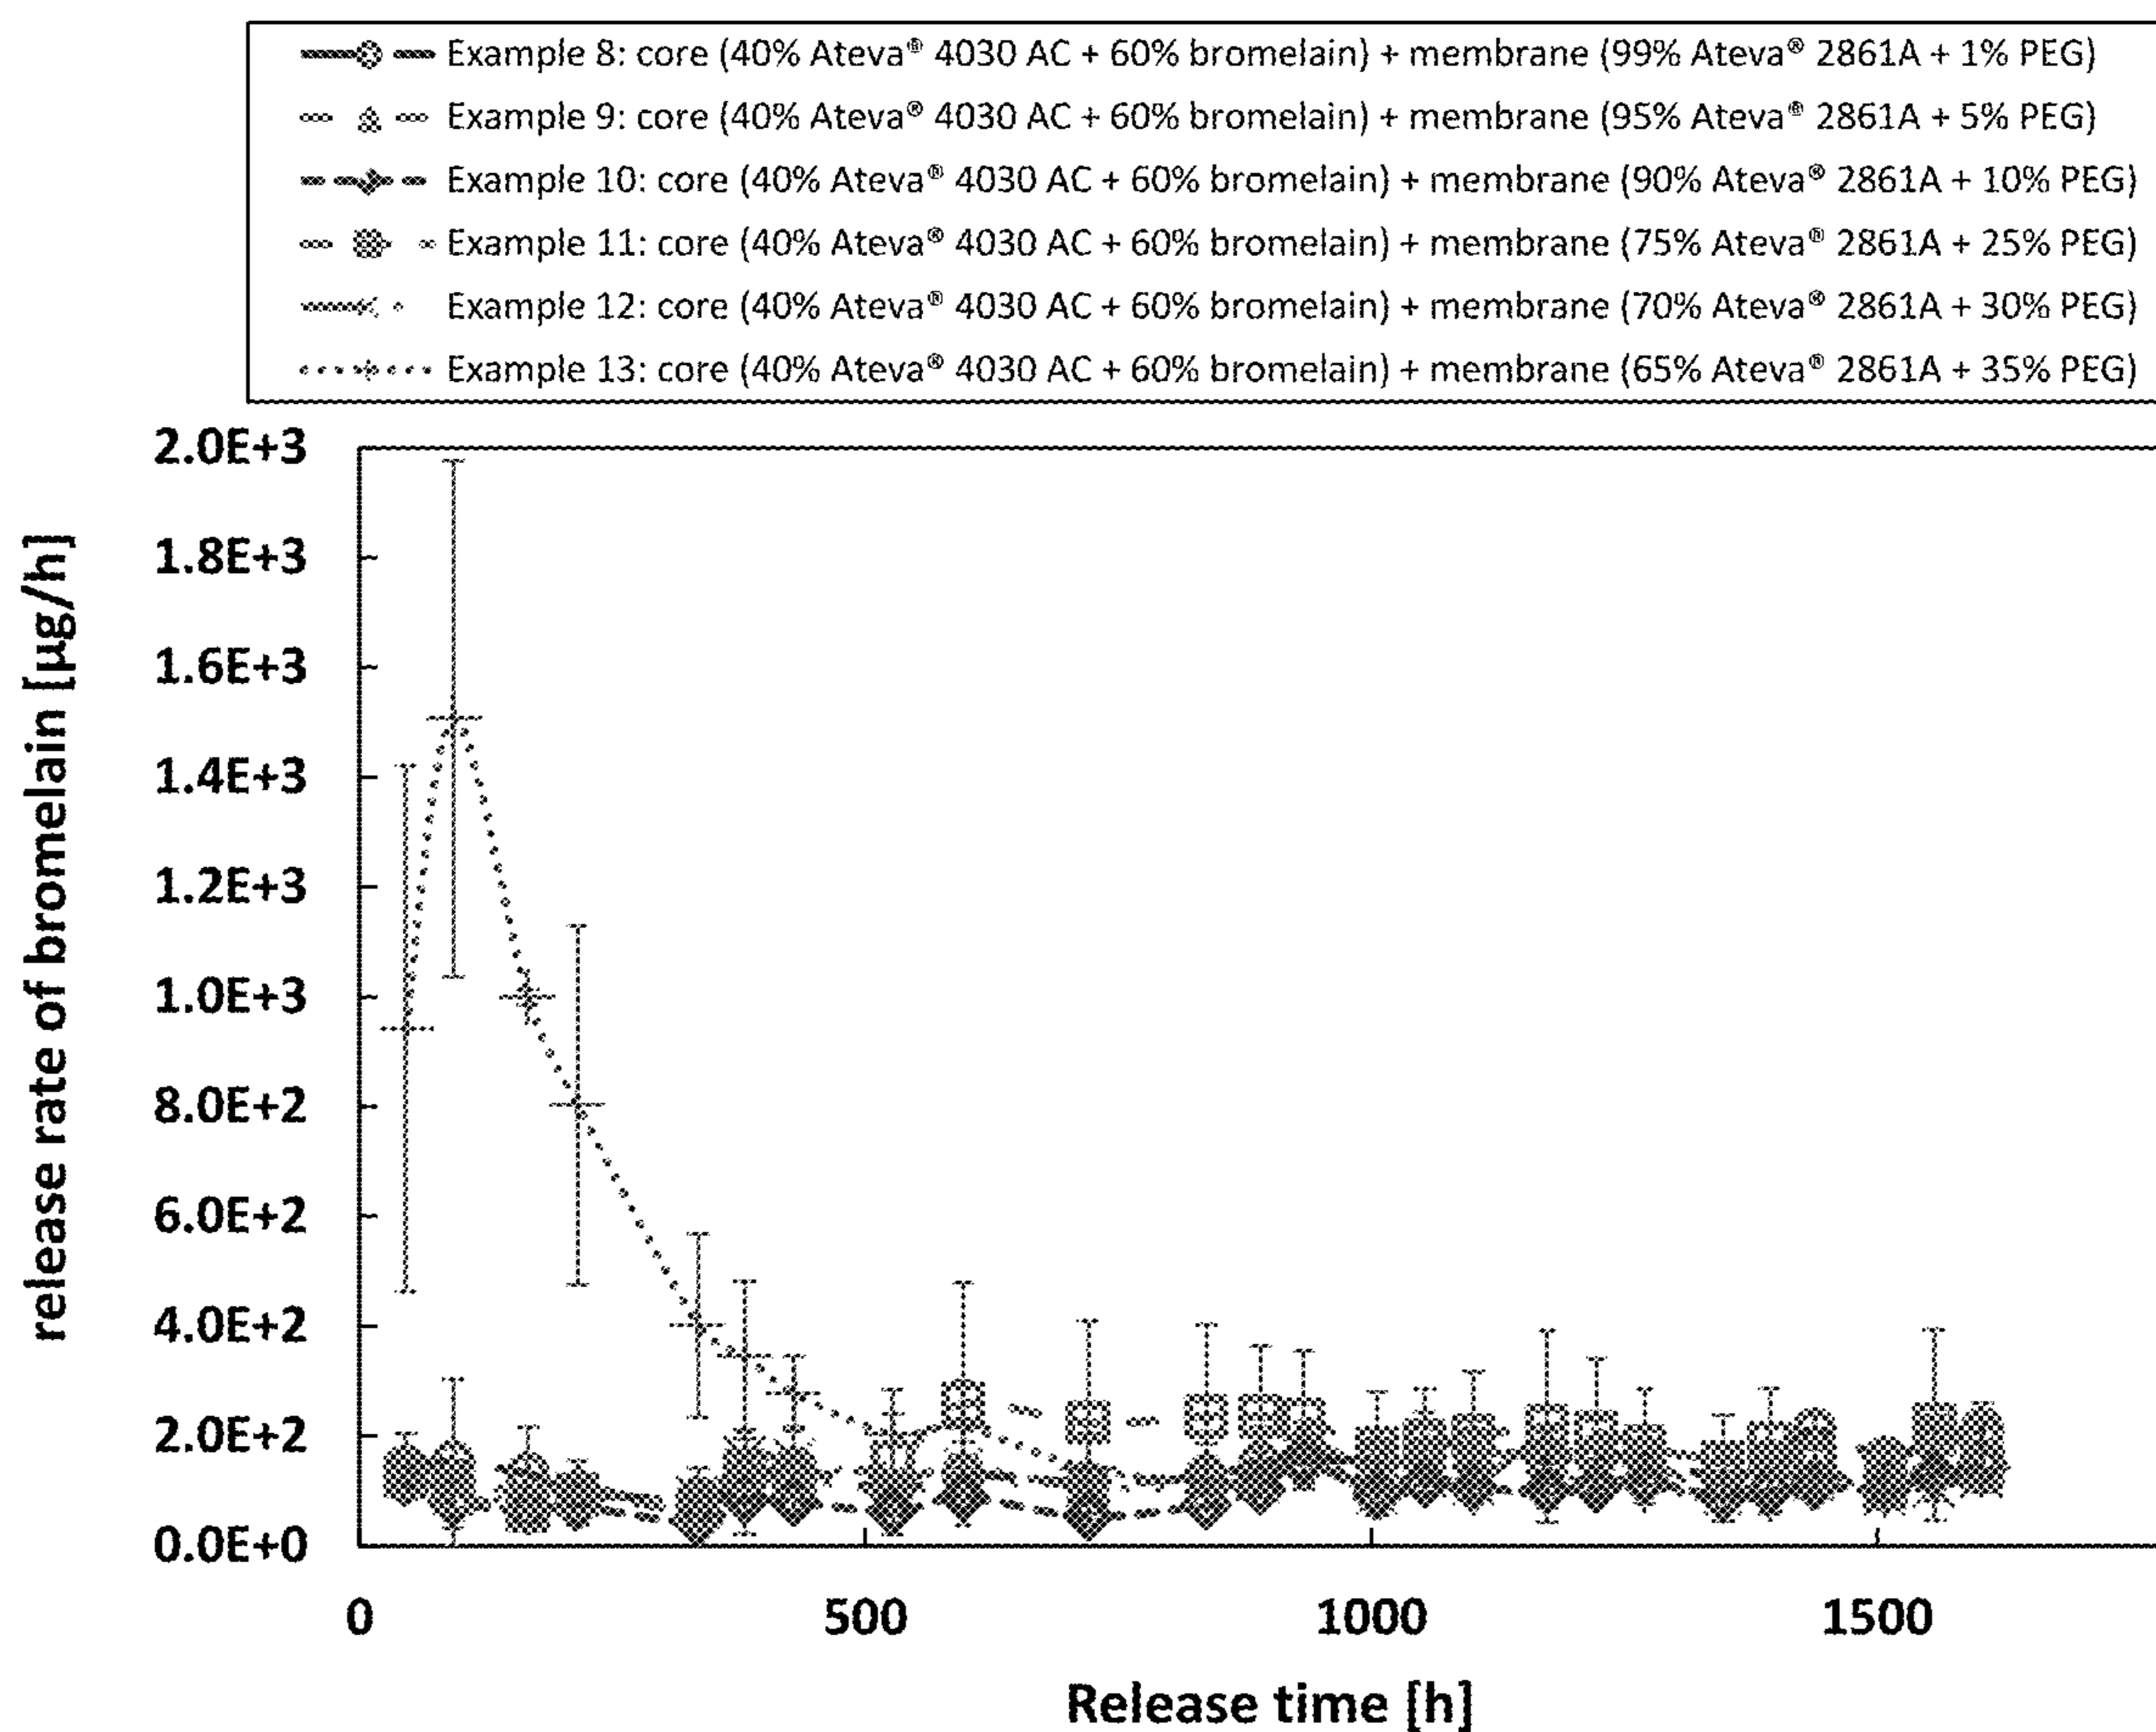 Example 8: core (40% Ateva® 4030 AC + 60% bromelain) + membrane (99% Ateva® 2861A + 1% PEG)
Example 9: core (40% Ateva® 4030 AC + 60% bromelain) + membrane (95% Ateva® 2861A + 5% PEG)
Example 10: core (40% Ateva® 4030 AC + 60% bromelain) + membrane (90% Ateva® 2861A + 10% PEG)
Example 11: core (40% Ateva® 4030 AC + 60% bromelain) + membrane (75% Ateva® 2861A + 25% PEG)
Example 12: core (40% Ateva® 4030 AC + 60% bromelain) + membrane (70% Ateva® 2861A + 30% PEG)
Example 13: core (40% Ateva® 4030 AC + 60% bromelain) + membrane (65% Ateva® 2861A + 35% PEG)
release rate of bromelain [µg/h]
2.0E+3
1.8E+3
1.6E+3
1.4E+3
1.2E+3
1.0E+3
8.0E+2
6.0E+2
4.0E+2
2.0E+2
0.0E+0
0 500 1000 1500
Release time [h]